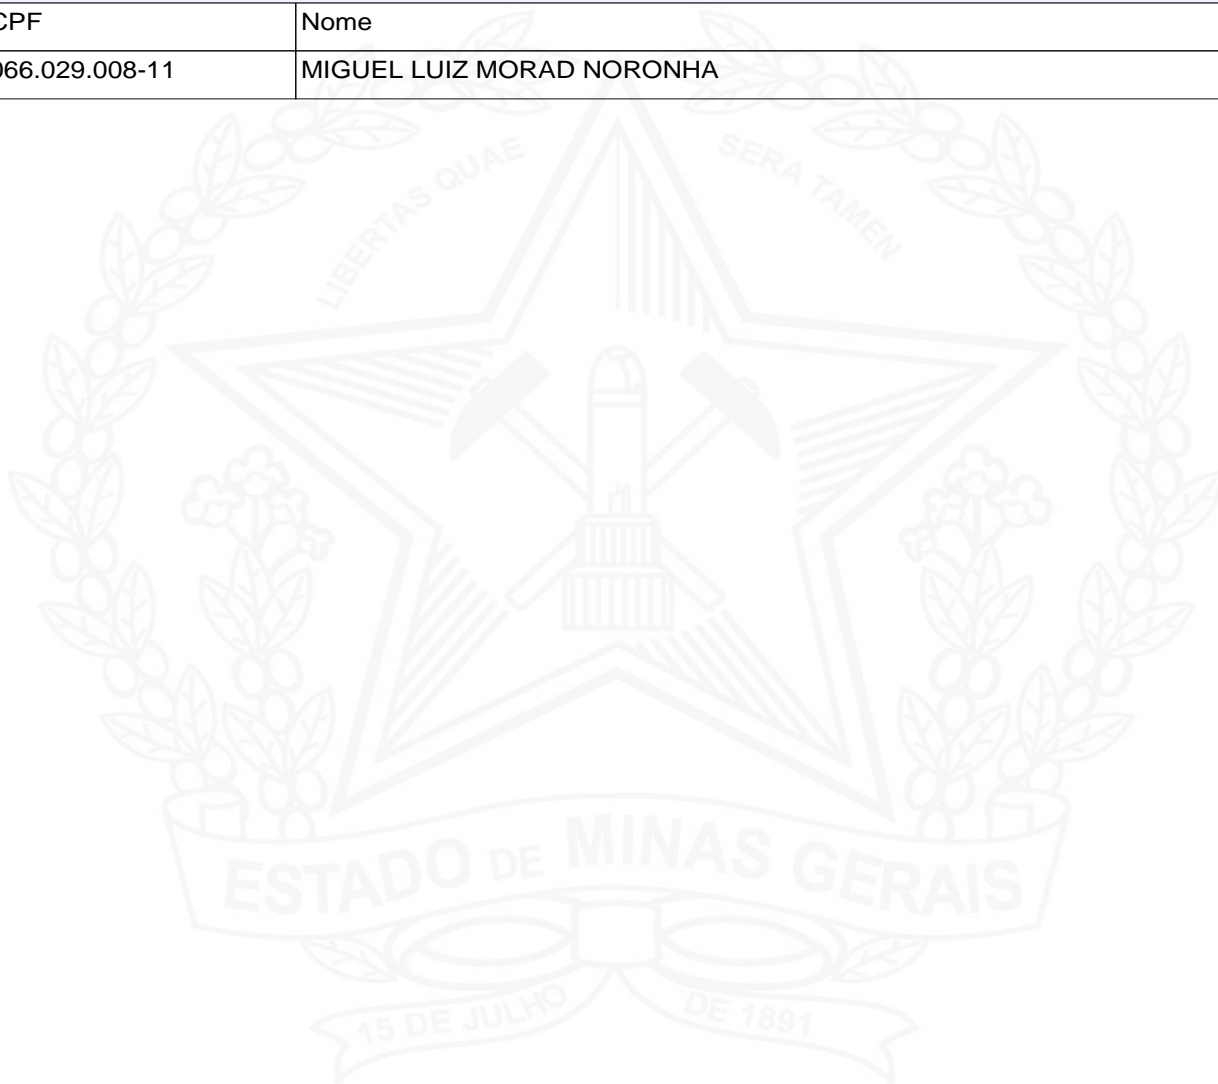 CPF Nome
066.029.008-11 MIGUEL LUIZ MORAD NORONHA
LIBERTAS QUAE SERA TAMEN
ESTADO DE MINAS GERAIS
15 DE JULHO DE 1891